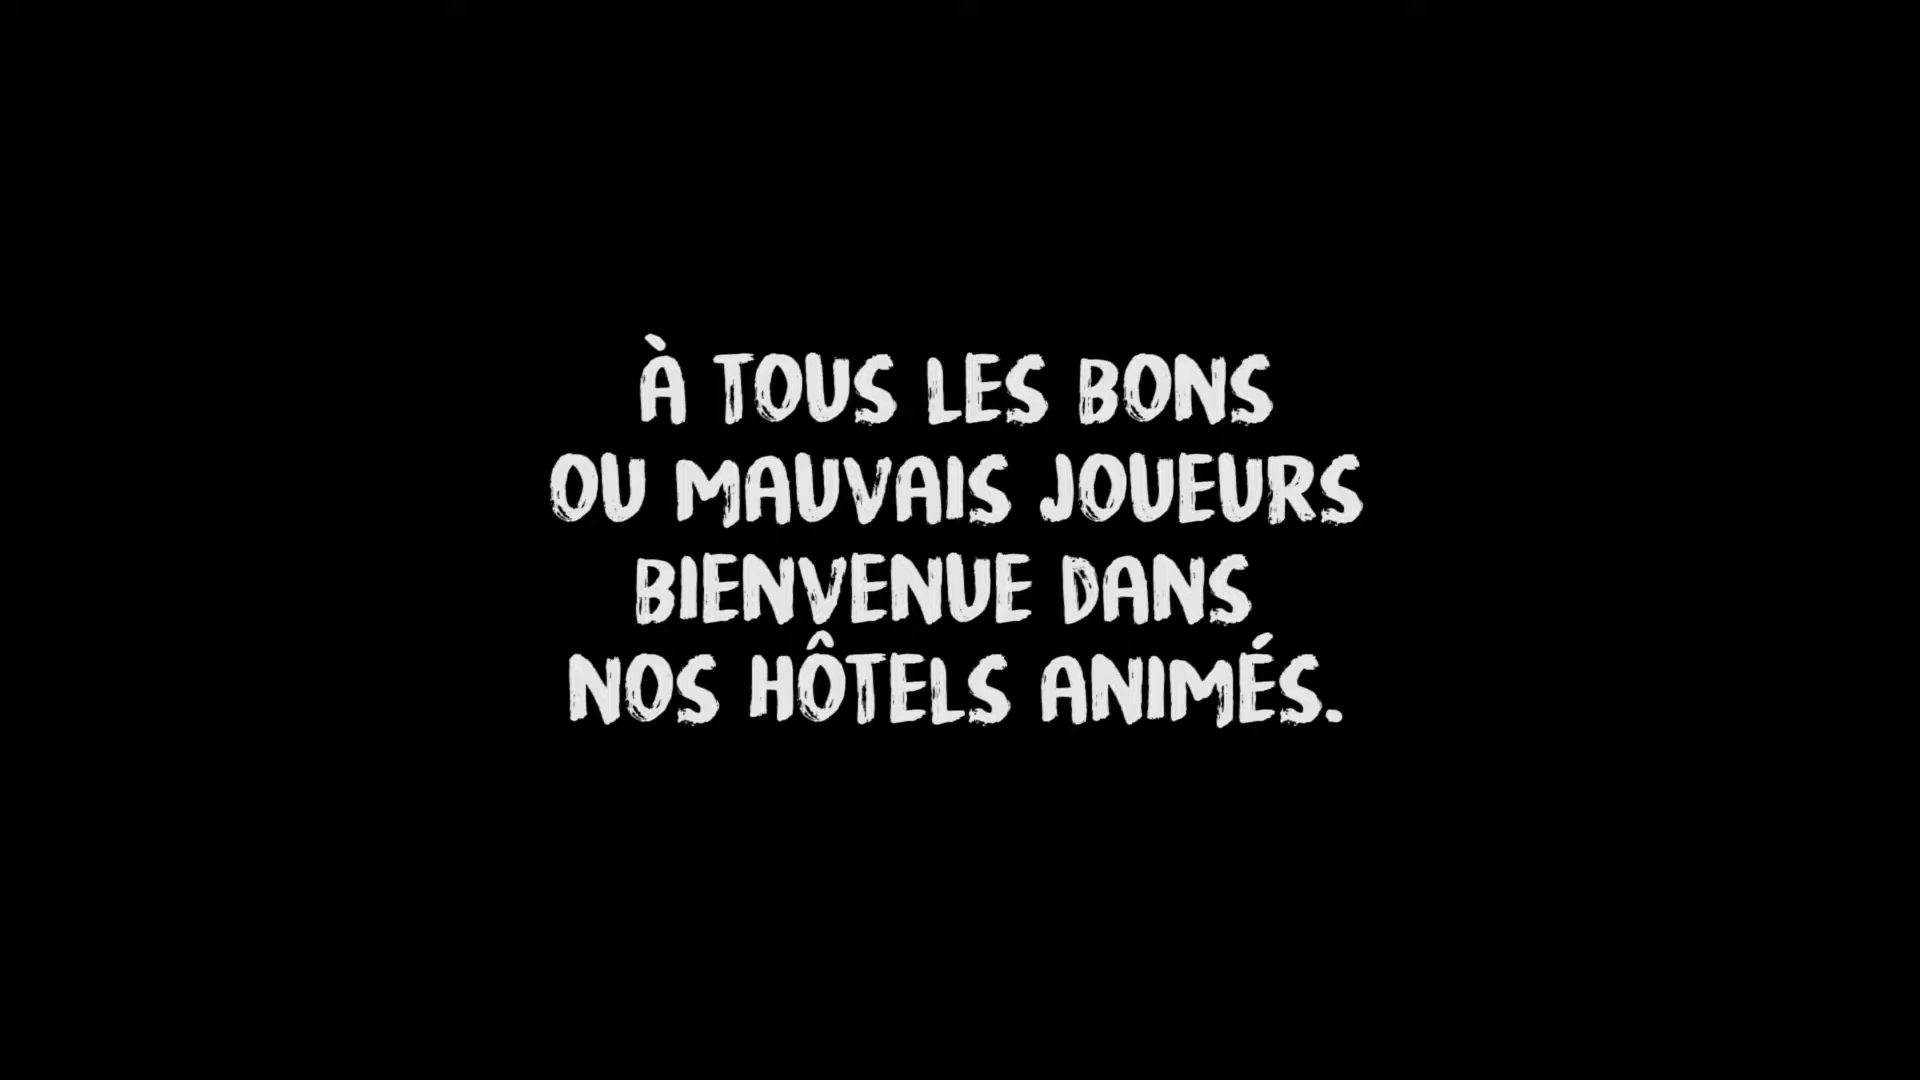 À TOUS LES BONS
OU MAUVAIS JOUEURS
BIENVENUE DANS
NOS HÔTELS ANIMÉS.